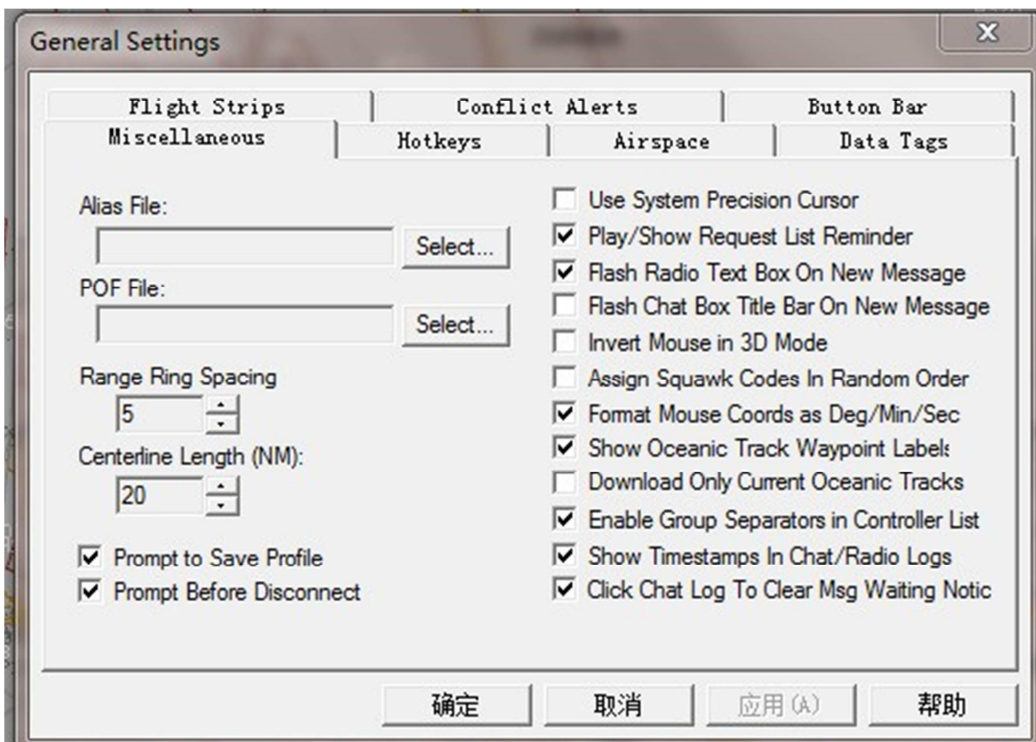 General Settings
Flight Strips
Conflict Alerts
Button Bar
Miscellaneous
Hotkeys
Airspace
Data Tags
Alias File:
Select...
POF File:
Select...
Range Ring Spacing
5
Centerline Length (NM):
20
Prompt to Save Profile
Prompt Before Disconnect
Use System Precision Cursor
Play/Show Request List Reminder
Flash Radio Text Box On New Message
Flash Chat Box Title Bar On New Message
Invert Mouse in 3D Mode
Assign Squawk Codes In Random Order
Format Mouse Coords as Deg/Min/Sec
Show Oceanic Track Waypoint Labels
Download Only Current Oceanic Tracks
Enable Group Separators in Controller List
Show Timestamps In Chat/Radio Logs
Click Chat Log To Clear Msg Waiting Notic
确定
取消
应用(A)
帮助